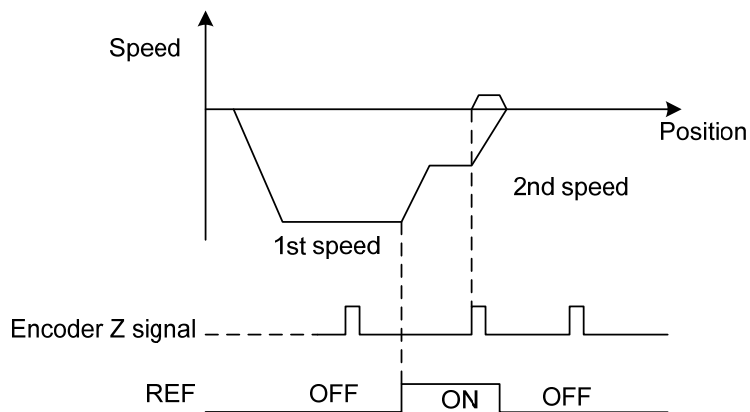 Speed
Position
2nd speed
1st speed
Encoder Z signal
REF OFF ON OFF